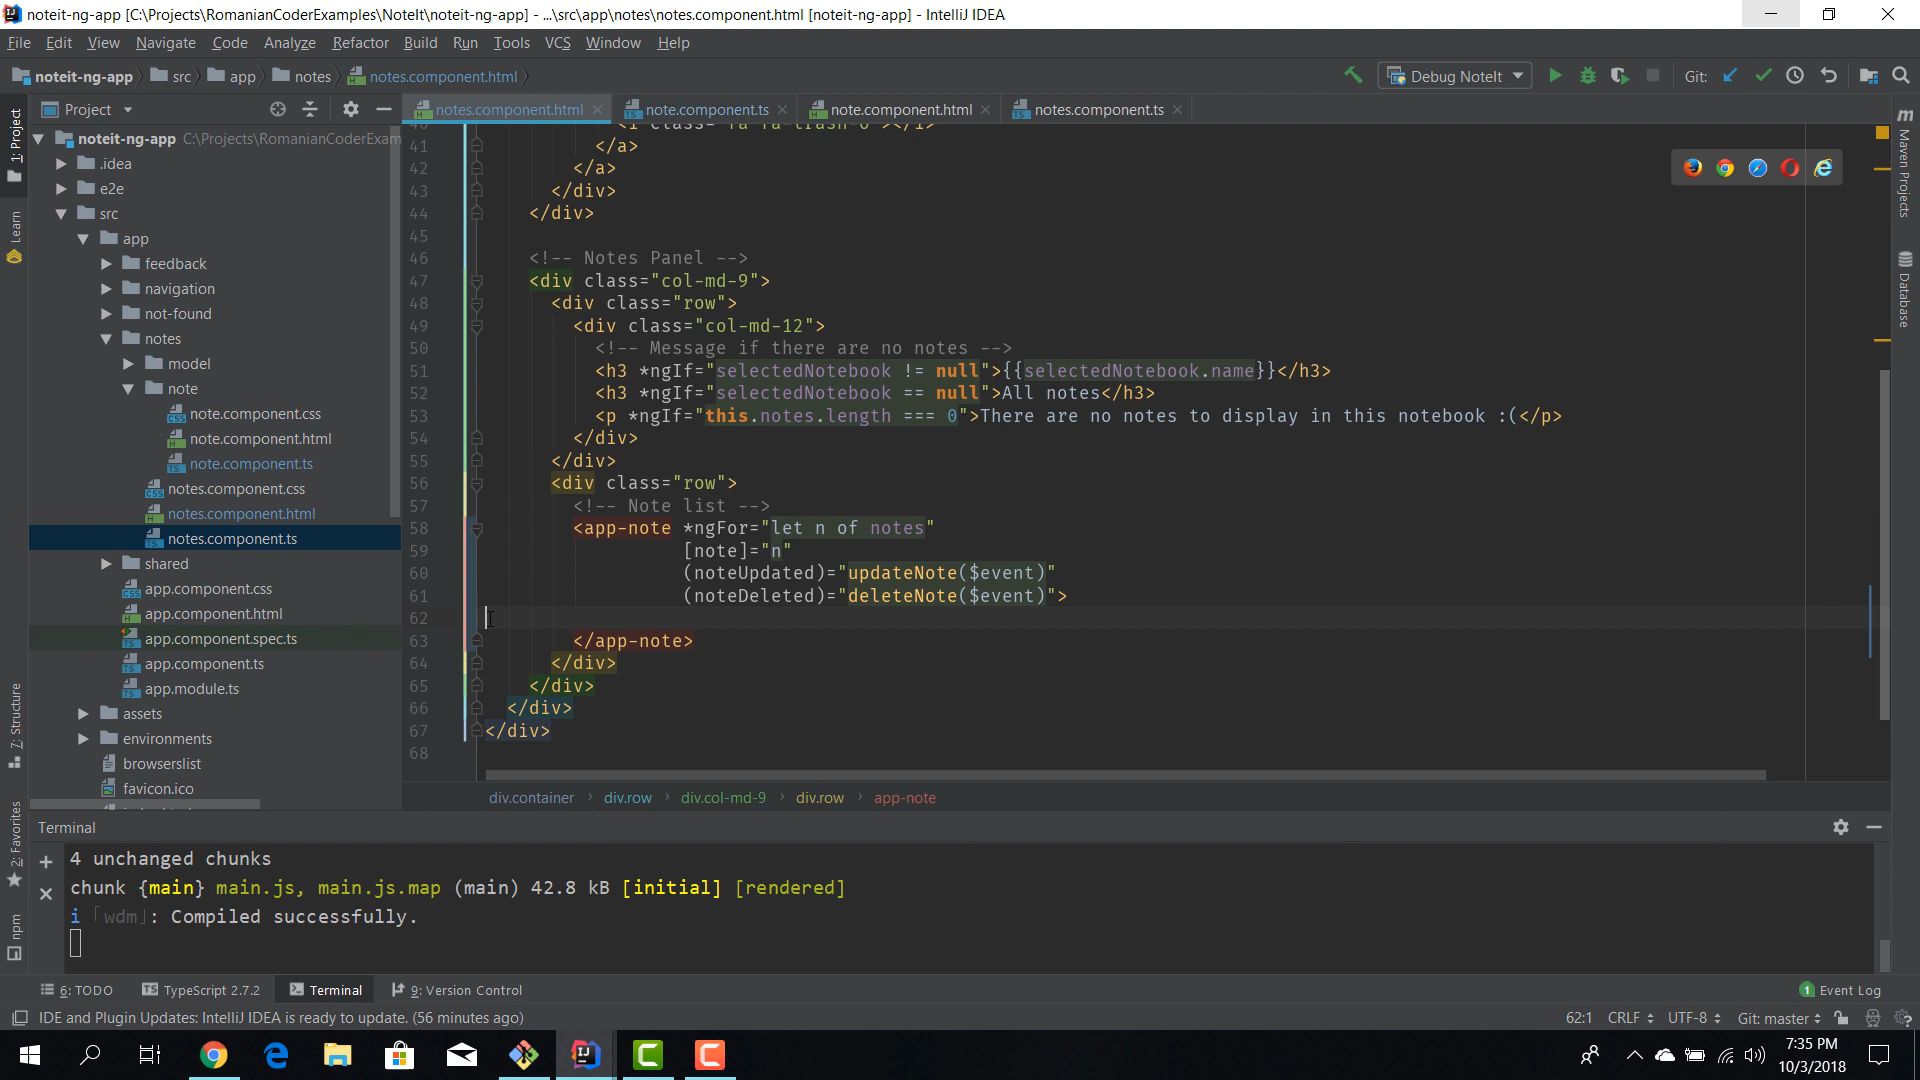 noteit-ng-app [C:\Projects\RomanianCoderExamples\NoteIt\noteit-ng-app] - ...\src\app\notes\notes.component.html [noteit-ng-app] - IntelliJ IDEA
File Edit View Navigate Code Analyze Refactor Build Run Tools VCS Window Help
noteit-ng-app src app notes notes.component.html
Debug NoteIt
Git:
Project
notes.component.html
note.component.ts
note.component.html
notes.component.ts
1: Project
Learn
7: Structure
2: Favorites
npm
noteit-ng-app C:\Projects\RomanianCoderExam
.idea
e2e
src
app
feedback
navigation
not-found
notes
model
note
note.component.css
note.component.html
note.component.ts
notes.component.css
notes.component.html
notes.component.ts
shared
app.component.css
app.component.html
app.component.spec.ts
app.component.ts
app.module.ts
assets
environments
browserslist
favicon.ico
41 </a>
42 </a>
43 </div>
44 </div>
45
46 <!-- Notes Panel -->
47 <div class="col-md-9">
48 <div class="row">
49 <div class="col-md-12">
50 <!-- Message if there are no notes -->
51 <h3 *ngIf="selectedNotebook != null">{{selectedNotebook.name}}</h3>
52 <h3 *ngIf="selectedNotebook == null">All notes</h3>
53 <p *ngIf="this.notes.length === 0">There are no notes to display in this notebook :(</p>
54 </div>
55 </div>
56 <div class="row">
57 <!-- Note list -->
58 <app-note *ngFor="let n of notes"
59 [note]="n"
60 (noteUpdated)="updateNote($event)"
61 (noteDeleted)="deleteNote($event)">
62
63 </app-note>
64 </div>
65 </div>
66 </div>
67 </div>
68
div.container › div.row › div.col-md-9 › div.row › app-note
m Maven Projects
Database
Terminal
4 unchanged chunks
chunk {main} main.js, main.js.map (main) 42.8 kB [initial] [rendered]
i ｢wdm｣: Compiled successfully.
6: TODO
TypeScript 2.7.2
Terminal
9: Version Control
1 Event Log
IDE and Plugin Updates: IntelliJ IDEA is ready to update. (56 minutes ago)
62:1 CRLF UTF-8 Git: master
7:35 PM
10/3/2018